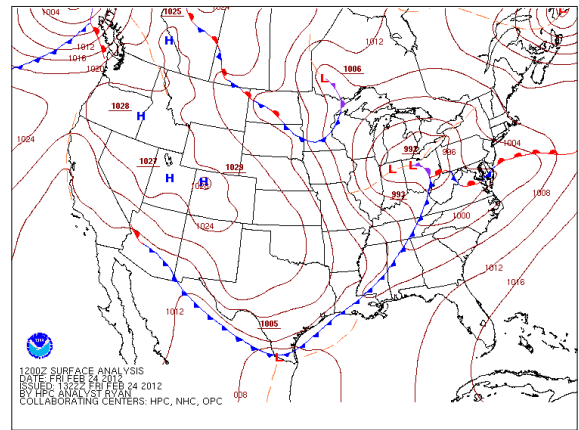 1004
1025
1012
1016
1020
H
1012
L
1006
1028
H
1024
1004
992
996
L
L
993
1008
1027
1029
H
H
1024
1000
1012
1016
1012
1005
L
008
1200Z SURFACE ANALYSIS
DATE: FRI FEB 24 2012
ISSUED: 1322Z FRI FEB 24 2012
BY HPC ANALYST RYAN
COLLABORATING CENTERS: HPC, NHC, OPC